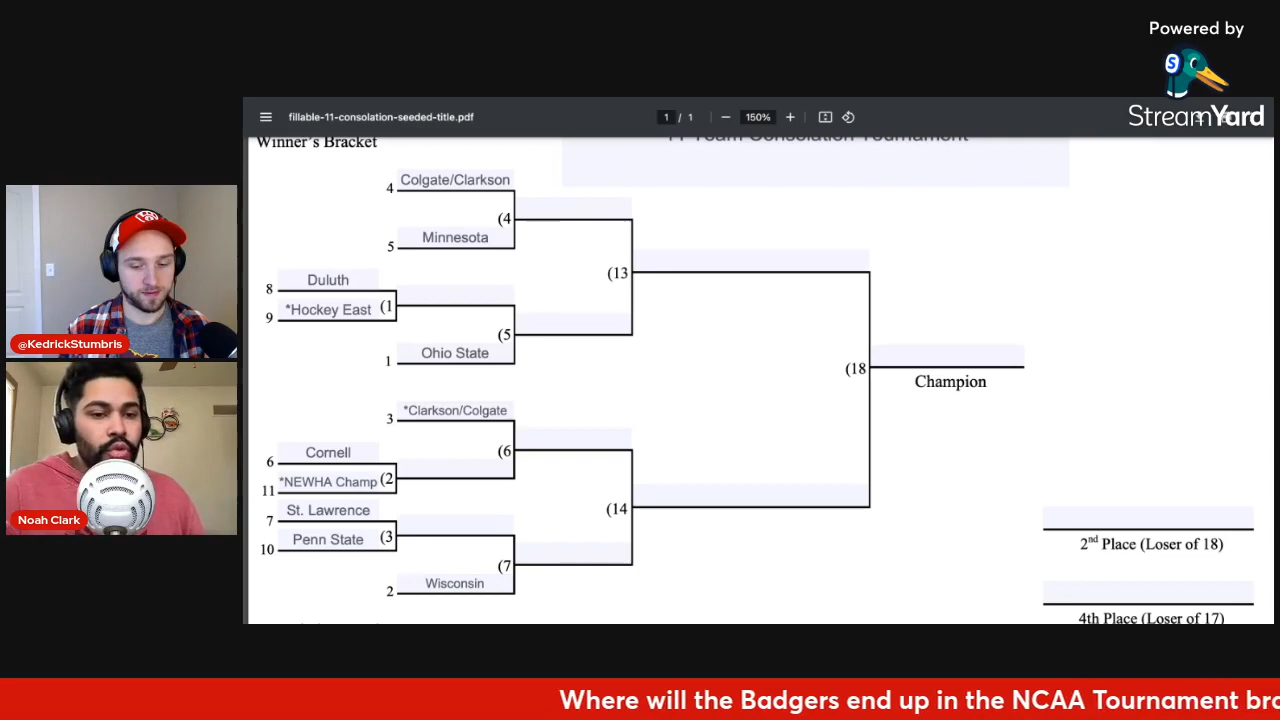 Powered by
StreamYard
fillable-11-consolation-seeded-title.pdf
1 / 1
150%
Winner's Bracket
11 Team Consolation Tournament
4 Colgate/Clarkson
(4
5 Minnesota
(13
8 Duluth
9 *Hockey East (1
(5
1 Ohio State
(18
Champion
3 *Clarkson/Colgate
(6
6 Cornell
11 *NEWHA Champ (2
(14
7 St. Lawrence
10 Penn State (3
(7
2 Wisconsin
2nd Place (Loser of 18)
4th Place (Loser of 17)
@KedrickStumbris
Noah Clark
Where will the Badgers end up in the NCAA Tournament bra